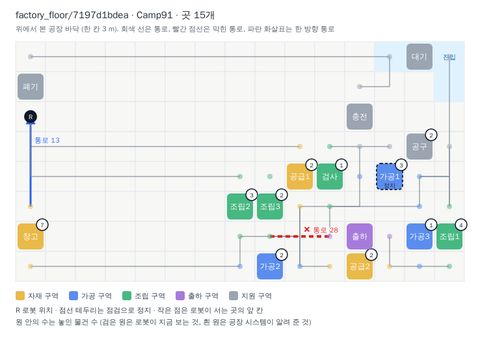 factory_floor/7197d1bdea · Camp91 · 곳 15개
위에서 본 공장 바닥 (한 칸 3 m). 회색 선은 통로, 빨간 점선은 막힌 통로, 파란 화살표는 한 방향 통로
대기
진입
폐기
R
충전
통로 13
공구
2
공급1
2
검사
1
가공1
3
정지
조립2
3
조립3
2
창고
7
✕ 통로 28
출하
가공3
1
조립1
4
가공2
2
공급2
2
자재 구역
가공 구역
조립 구역
출하 구역
지원 구역
R 로봇 위치 · 점선 테두리는 점검으로 정지 · 작은 점은 로봇이 서는 곳의 앞 칸
원 안의 수는 놓인 물건 수 (검은 원은 로봇이 지금 보는 것, 흰 원은 공장 시스템이 알려 준 것)